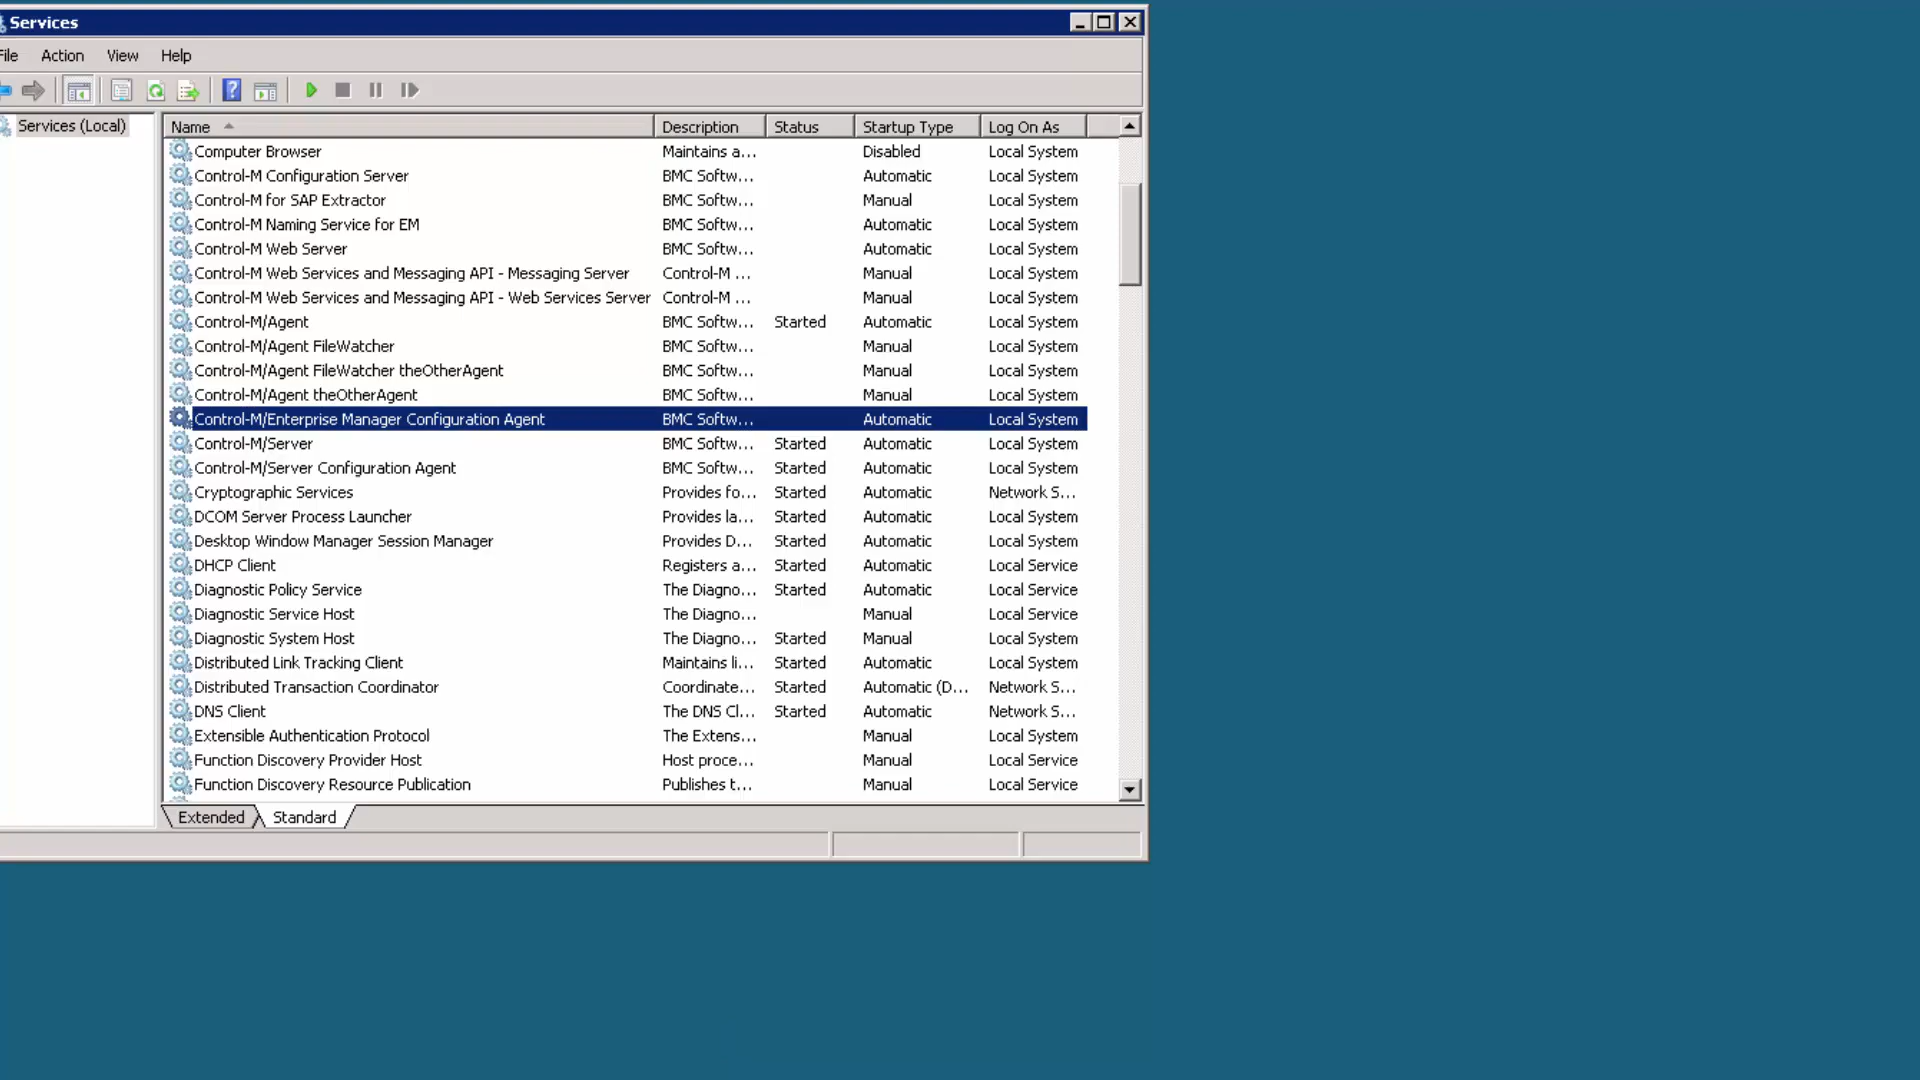 Services
File Action View Help
Services (Local)
Name Description Status Startup Type Log On As
Computer Browser Maintains a... Disabled Local System
Control-M Configuration Server BMC Softw... Automatic Local System
Control-M for SAP Extractor BMC Softw... Manual Local System
Control-M Naming Service for EM BMC Softw... Automatic Local System
Control-M Web Server BMC Softw... Automatic Local System
Control-M Web Services and Messaging API - Messaging Server Control-M ... Manual Local System
Control-M Web Services and Messaging API - Web Services Server Control-M ... Manual Local System
Control-M/Agent BMC Softw... Started Automatic Local System
Control-M/Agent FileWatcher BMC Softw... Manual Local System
Control-M/Agent FileWatcher theOtherAgent BMC Softw... Manual Local System
Control-M/Agent theOtherAgent BMC Softw... Manual Local System
Control-M/Enterprise Manager Configuration Agent BMC Softw... Automatic Local System
Control-M/Server BMC Softw... Started Automatic Local System
Control-M/Server Configuration Agent BMC Softw... Started Automatic Local System
Cryptographic Services Provides fo... Started Automatic Network S...
DCOM Server Process Launcher Provides la... Started Automatic Local System
Desktop Window Manager Session Manager Provides D... Started Automatic Local System
DHCP Client Registers a... Started Automatic Local Service
Diagnostic Policy Service The Diagno... Started Automatic Local Service
Diagnostic Service Host The Diagno... Manual Local Service
Diagnostic System Host The Diagno... Started Manual Local System
Distributed Link Tracking Client Maintains li... Started Automatic Local System
Distributed Transaction Coordinator Coordinate... Started Automatic (D... Network S...
DNS Client The DNS Cl... Started Automatic Network S...
Extensible Authentication Protocol The Extens... Manual Local System
Function Discovery Provider Host Host proce... Manual Local Service
Function Discovery Resource Publication Publishes t... Manual Local Service
Extended Standard